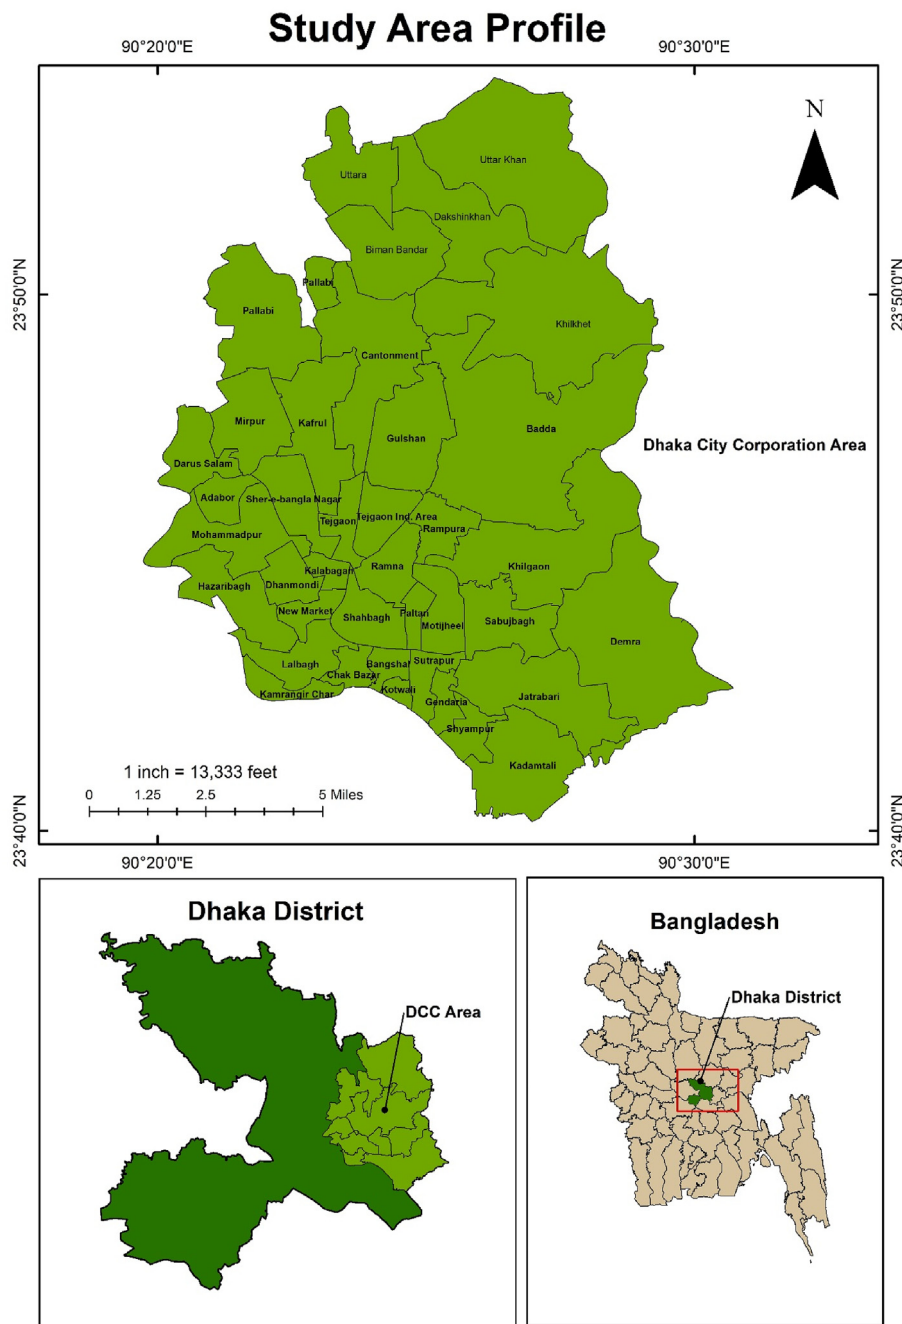 Study Area Profile
90°20'0"E
90°30'0"E
N
Uttar Khan
Uttara
Dakshinkhan
Biman Bandar
23°50'0"N
23°50'0"N
Pallabi
Pallabi
Khilkhet
Cantonment
Mirpur
Kafrul
Gulshan
Badda
Dhaka City Corporation Area
Darus Salam
Adabor
Sher-e-bangla Nagar
Tejgaon
Tejgaon Ind. Area
Rampura
Mohammadpur
Khilgaon
Kalabagan
Ramna
Hazaribagh
Dhanmondi
New Market
Shahbagh
Paltan
Motijheel
Sabujbagh
Demra
Lalbagh
Bangshal
Sutrapur
Chak Bazar
Kotwali
Kamrangir Char
Gendaria
Jatrabari
Shyampur
Kadamtali
1 inch = 13,333 feet
0 1.25 2.5 5 Miles
23°40'0"N
23°40'0"N
90°20'0"E
90°30'0"E
Dhaka District
DCC Area
Bangladesh
Dhaka District